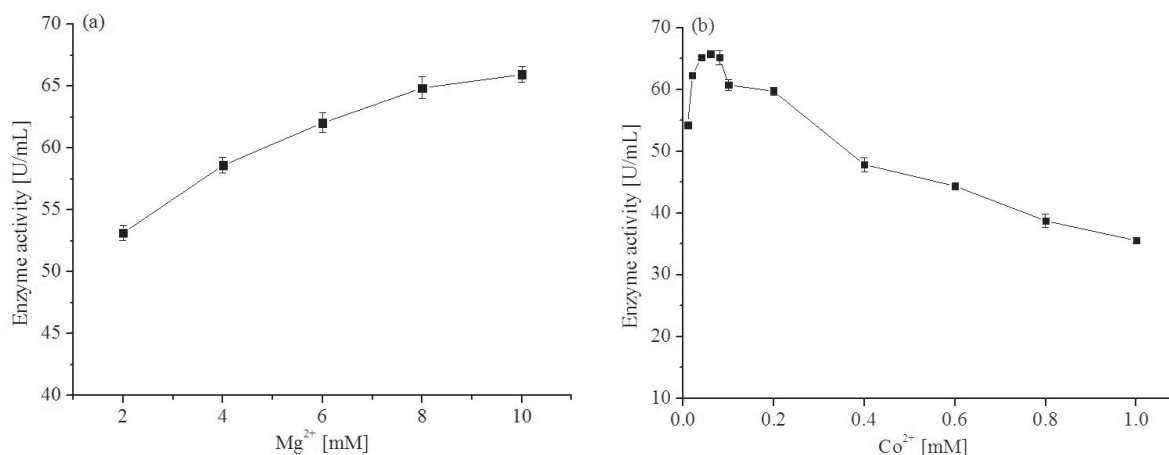 (a)
Enzyme activity [U/mL]
70
65
60
55
50
45
40
2 4 6 8 10
Mg²⁺ [mM]
(b)
Enzyme activity [U/mL]
70
60
50
40
30
20
10
0.0 0.2 0.4 0.6 0.8 1.0
Co²⁺ [mM]